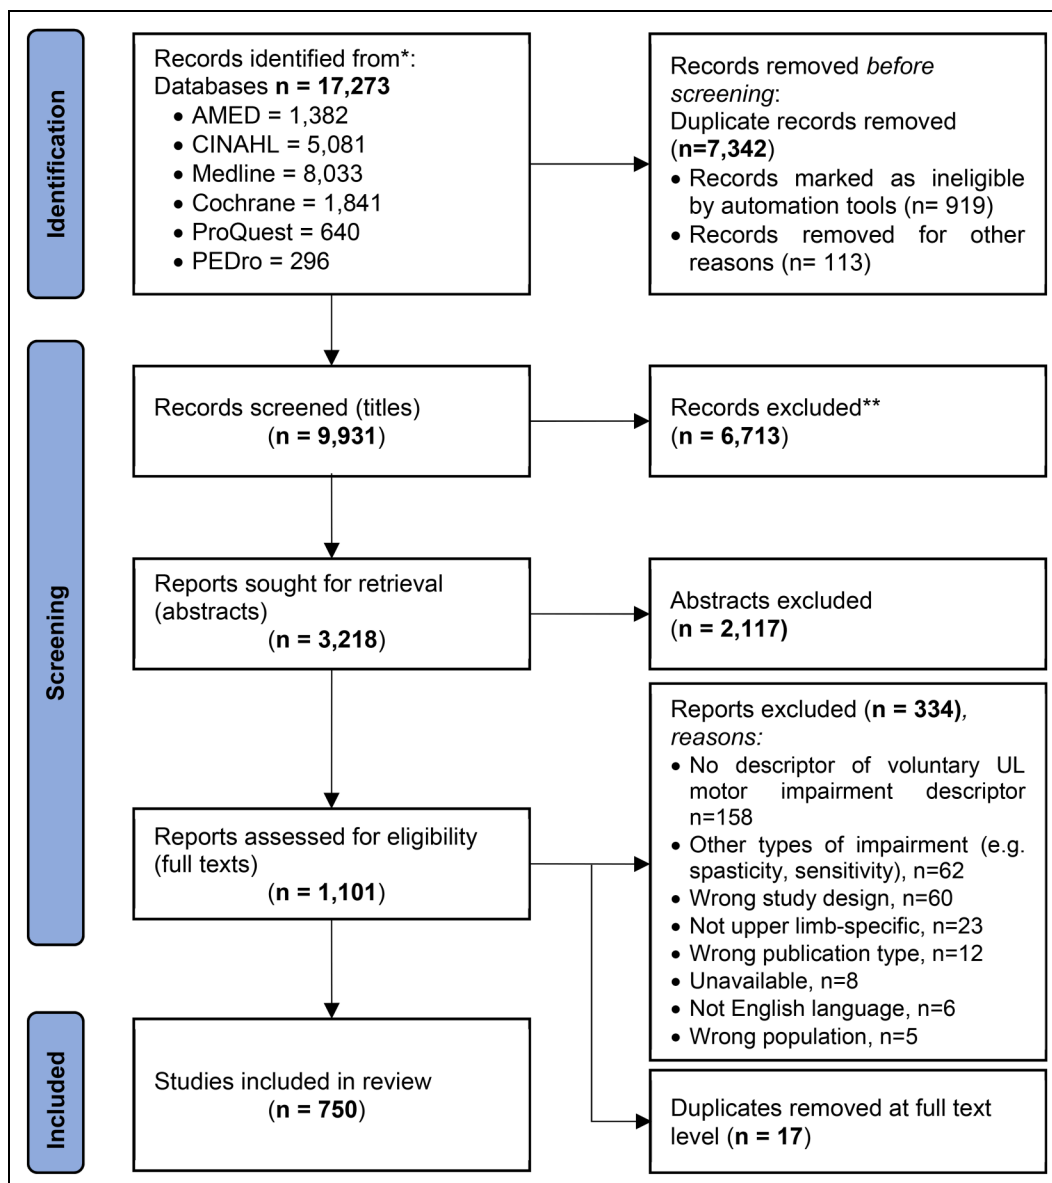 Identification
Records identified from*:
Databases n = 17,273
• AMED = 1,382
• CINAHL = 5,081
• Medline = 8,033
• Cochrane = 1,841
• ProQuest = 640
• PEDro = 296
Records removed before
screening:
Duplicate records removed
(n=7,342)
• Records marked as ineligible
by automation tools (n= 919)
• Records removed for other
reasons (n= 113)
Screening
Records screened (titles)
(n = 9,931)
Records excluded**
(n = 6,713)
Reports sought for retrieval
(abstracts)
(n = 3,218)
Abstracts excluded
(n = 2,117)
Reports assessed for eligibility
(full texts)
(n = 1,101)
Reports excluded (n = 334),
reasons:
• No descriptor of voluntary UL
motor impairment descriptor
n=158
• Other types of impairment (e.g.
spasticity, sensitivity), n=62
• Wrong study design, n=60
• Not upper limb-specific, n=23
• Wrong publication type, n=12
• Unavailable, n=8
• Not English language, n=6
• Wrong population, n=5
Included
Studies included in review
(n = 750)
Duplicates removed at full text
level (n = 17)